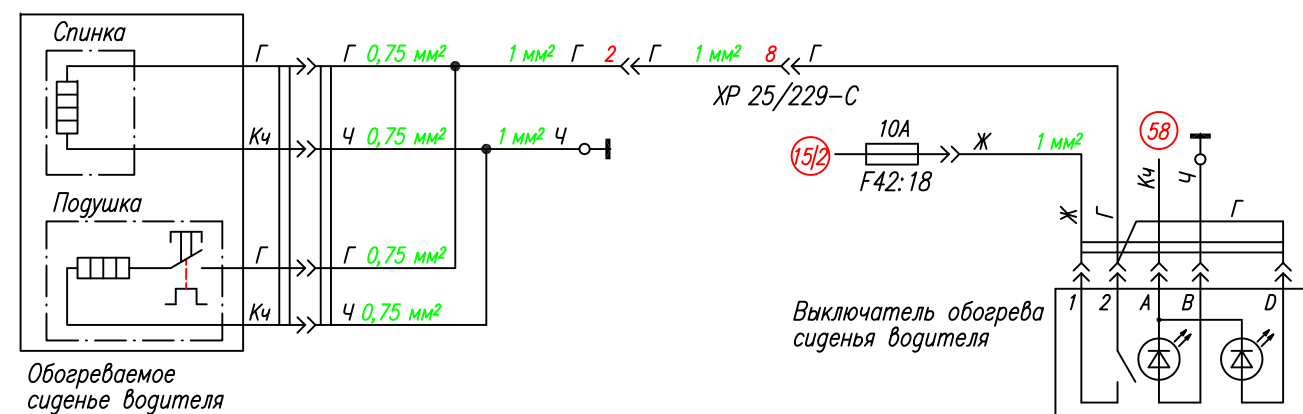 Спинка
Г
Г 0,75 мм²
1 мм² Г 2
Г 1 мм² 8
Г
ХР 25/229-С
Кч
Ч 0,75 мм²
1 мм² Ч
15/2
10А
F42:18
Ж 1 мм²
58
Кч
Ч
Ж
Г
Г
Подушка
Г
Г 0,75 мм²
Кч
Ч 0,75 мм²
Обогреваемое
сиденье водителя
Выключатель обогрева
сиденья водителя
1 2 A B D